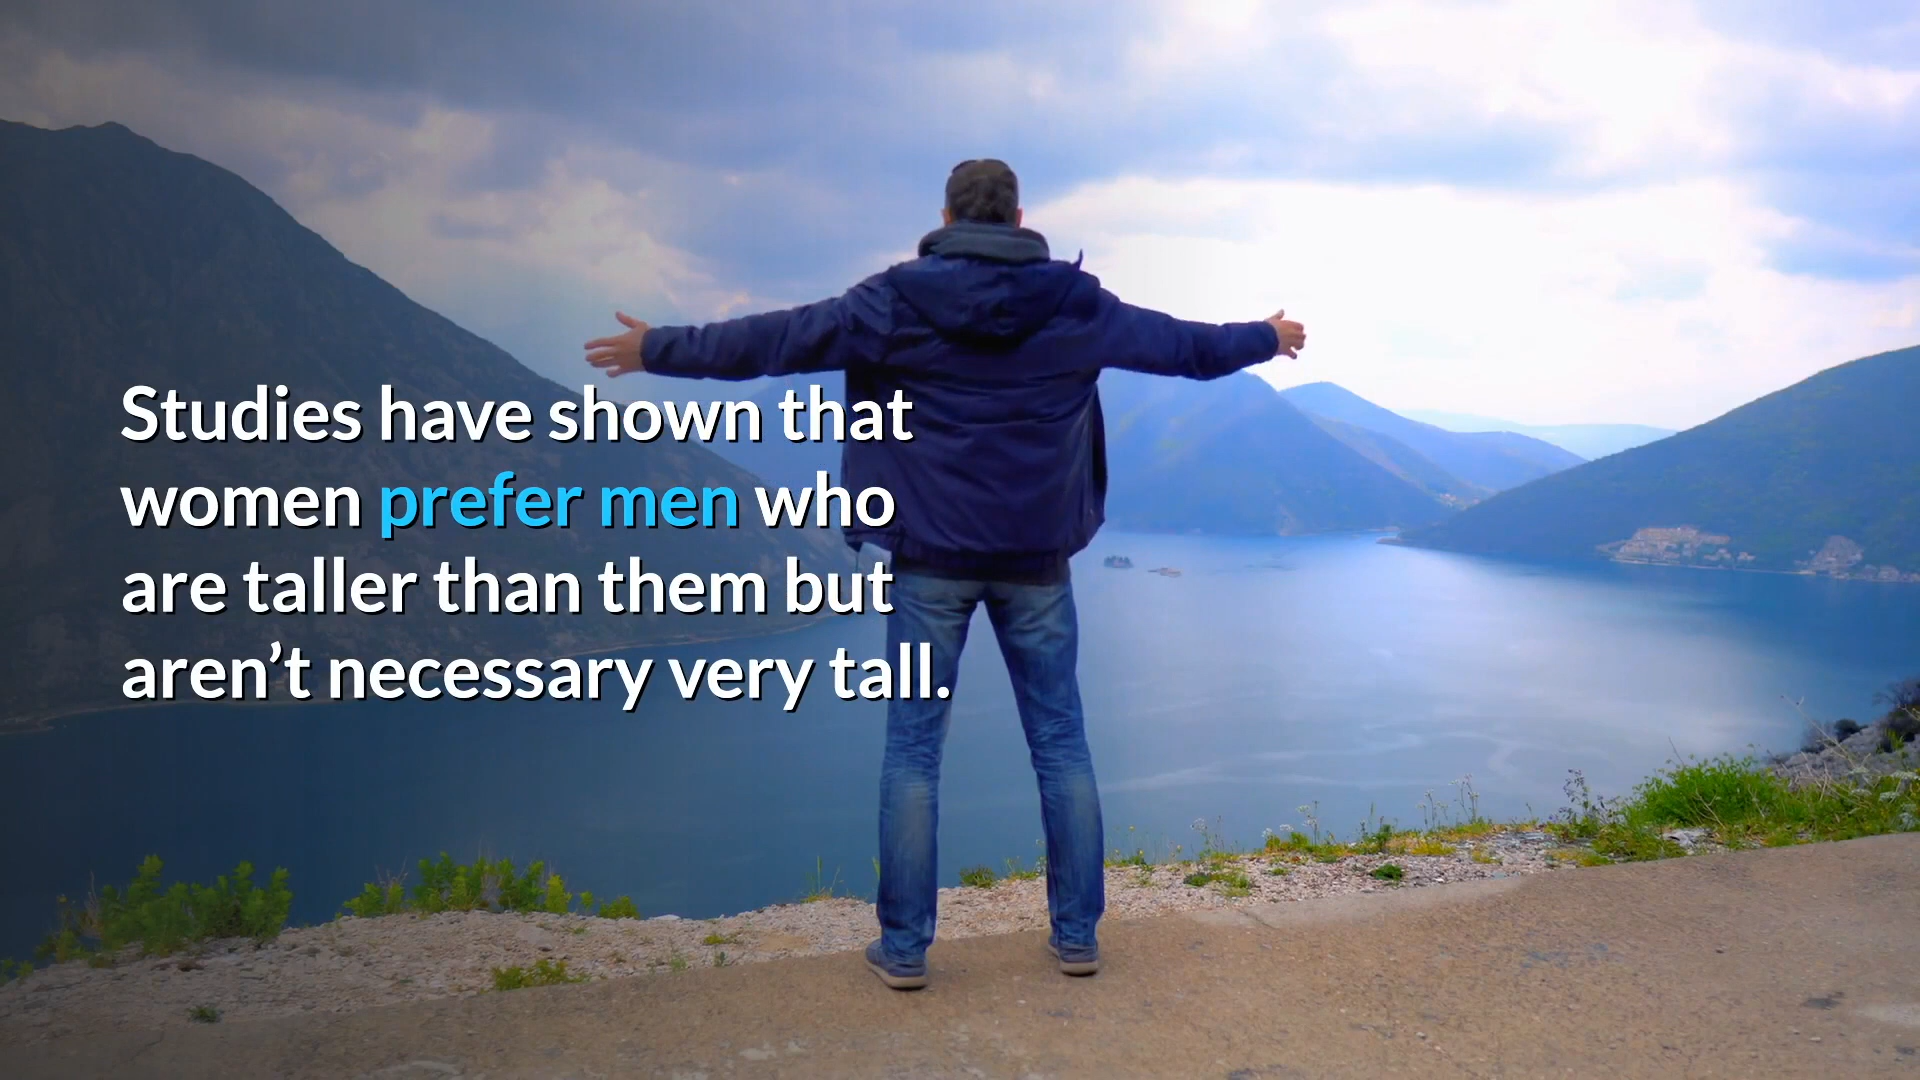 Studies have shown that
women prefer men who
are taller than them but
aren’t necessary very tall.